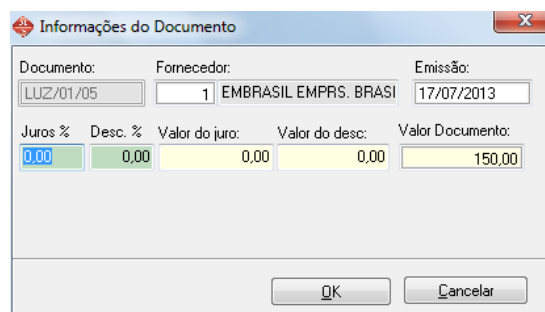 Informações do Documento
Documento: Fornecedor: Emissão:
LUZ/01/05 1 EMBRASIL EMPRS. BRASI 17/07/2013
Juros % Desc. % Valor do juro: Valor do desc: Valor Documento:
0,00 0,00 0,00 0,00 150,00
OK Cancelar